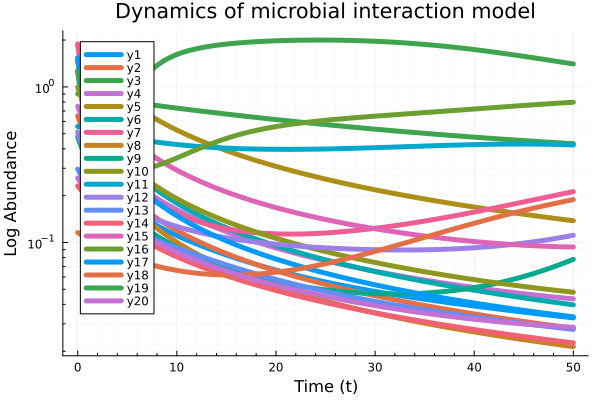 Dynamics of microbial interaction model
Log Abundance
10⁰
10⁻¹
y1
y2
y3
y4
y5
y6
y7
y8
y9
y10
y11
y12
y13
y14
y15
y16
y17
y18
y19
y20
0 10 20 30 40 50
Time (t)